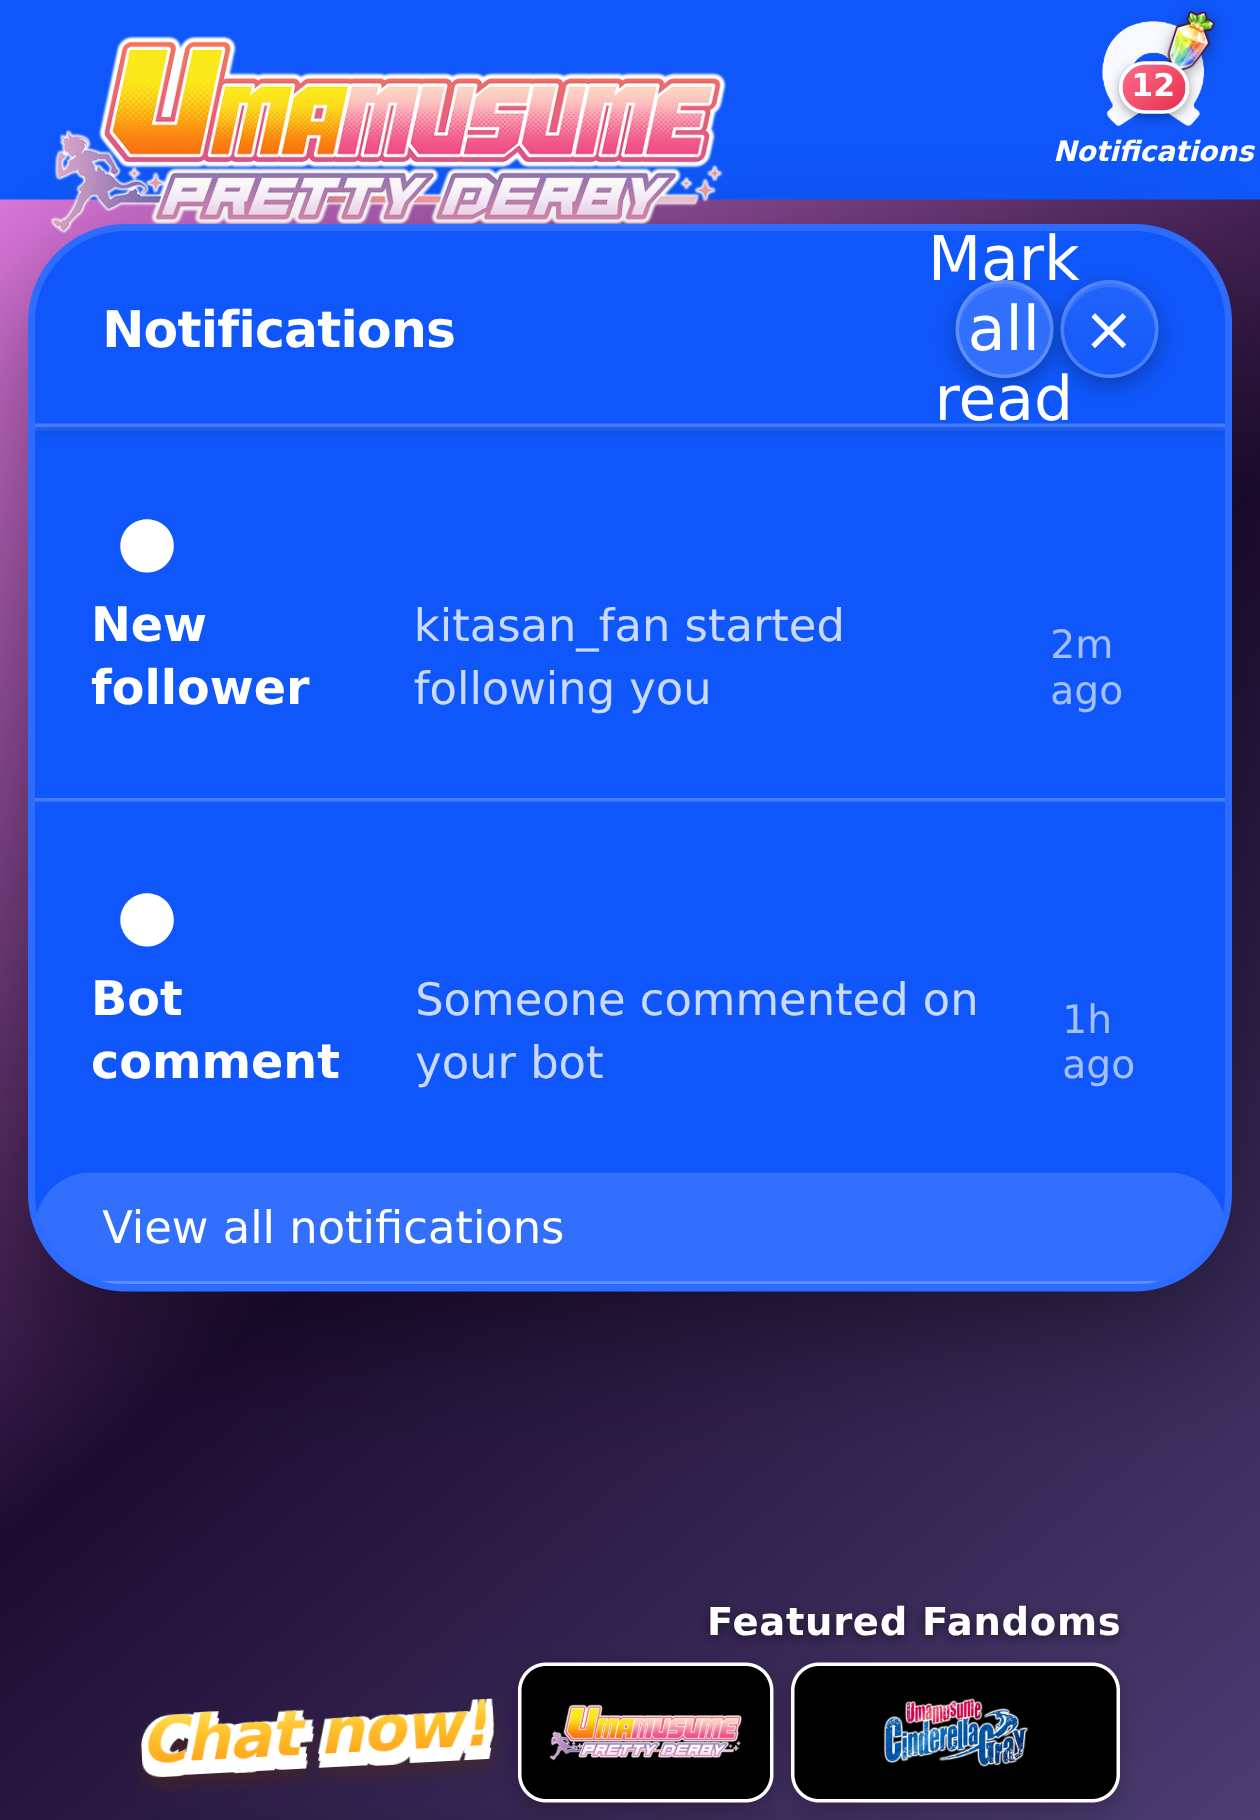 UMAMUSUME
PRETTY DERBY
12
Notifications
Notifications
Mark
all
read
×
New
follower
kitasan_fan started
following you
2m
ago
Bot
comment
Someone commented on
your bot
1h
ago
View all notifications
Featured Fandoms
Chat now!
UMAMUSUME
PRETTY DERBY
Umamusume
Cinderella
Gray